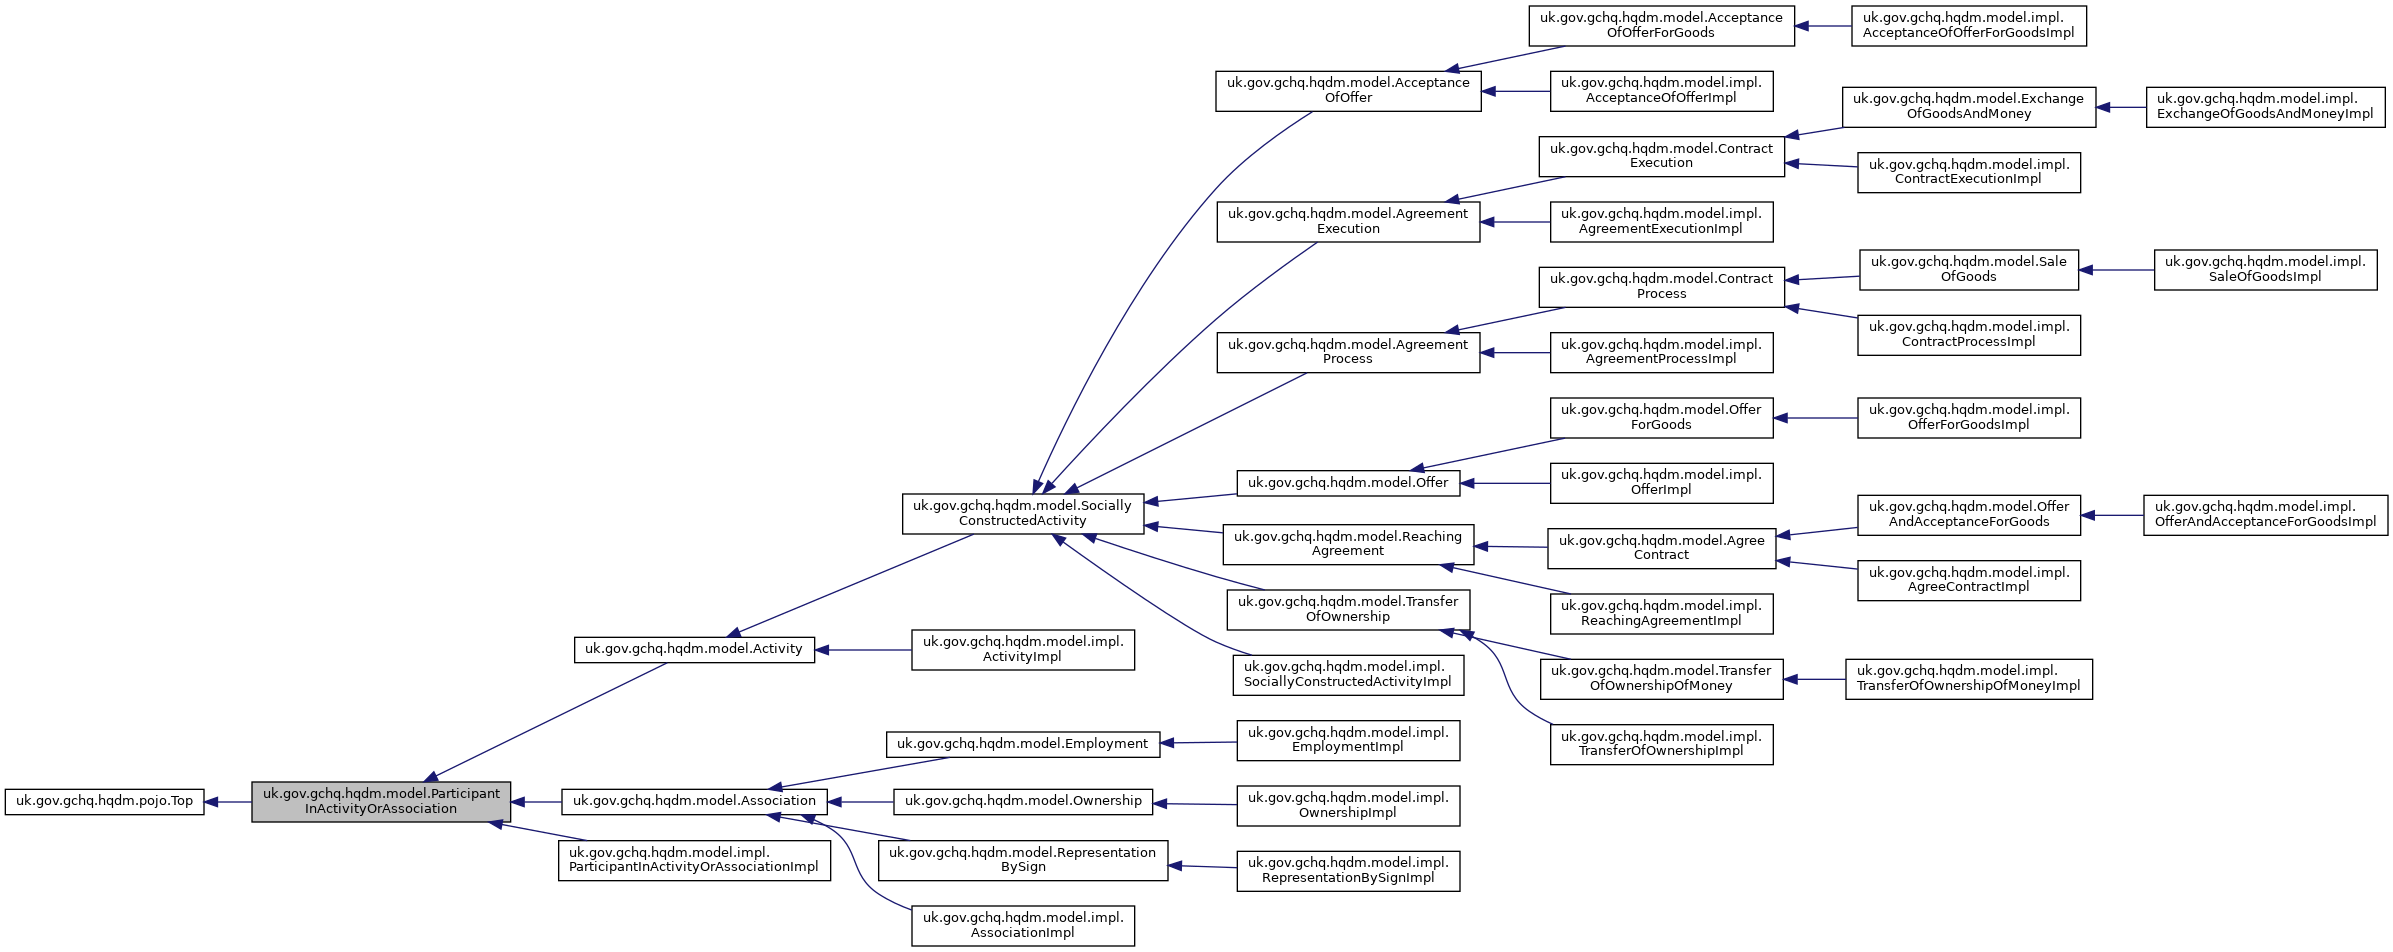 uk.gov.gchq.hqdm.model.Acceptance
OfOfferForGoods
uk.gov.gchq.hqdm.model.impl.
AcceptanceOfOfferForGoodsImpl
uk.gov.gchq.hqdm.model.Acceptance
OfOffer
uk.gov.gchq.hqdm.model.impl.
AcceptanceOfOfferImpl
uk.gov.gchq.hqdm.model.Exchange
OfGoodsAndMoney
uk.gov.gchq.hqdm.model.impl.
ExchangeOfGoodsAndMoneyImpl
uk.gov.gchq.hqdm.model.Contract
Execution
uk.gov.gchq.hqdm.model.impl.
ContractExecutionImpl
uk.gov.gchq.hqdm.model.Agreement
Execution
uk.gov.gchq.hqdm.model.impl.
AgreementExecutionImpl
uk.gov.gchq.hqdm.model.Sale
OfGoods
uk.gov.gchq.hqdm.model.impl.
SaleOfGoodsImpl
uk.gov.gchq.hqdm.model.Contract
Process
uk.gov.gchq.hqdm.model.impl.
ContractProcessImpl
uk.gov.gchq.hqdm.model.Agreement
Process
uk.gov.gchq.hqdm.model.impl.
AgreementProcessImpl
uk.gov.gchq.hqdm.model.Offer
ForGoods
uk.gov.gchq.hqdm.model.impl.
OfferForGoodsImpl
uk.gov.gchq.hqdm.model.Offer
uk.gov.gchq.hqdm.model.impl.
OfferImpl
uk.gov.gchq.hqdm.model.Socially
ConstructedActivity
uk.gov.gchq.hqdm.model.Offer
AndAcceptanceForGoods
uk.gov.gchq.hqdm.model.impl.
OfferAndAcceptanceForGoodsImpl
uk.gov.gchq.hqdm.model.Reaching
Agreement
uk.gov.gchq.hqdm.model.Agree
Contract
uk.gov.gchq.hqdm.model.impl.
AgreeContractImpl
uk.gov.gchq.hqdm.model.impl.
ReachingAgreementImpl
uk.gov.gchq.hqdm.model.Transfer
OfOwnership
uk.gov.gchq.hqdm.model.Activity
uk.gov.gchq.hqdm.model.impl.
ActivityImpl
uk.gov.gchq.hqdm.model.impl.
SociallyConstructedActivityImpl
uk.gov.gchq.hqdm.model.Transfer
OfOwnershipOfMoney
uk.gov.gchq.hqdm.model.impl.
TransferOfOwnershipOfMoneyImpl
uk.gov.gchq.hqdm.model.impl.
TransferOfOwnershipImpl
uk.gov.gchq.hqdm.model.Employment
uk.gov.gchq.hqdm.model.impl.
EmploymentImpl
uk.gov.gchq.hqdm.pojo.Top
uk.gov.gchq.hqdm.model.Participant
InActivityOrAssociation
uk.gov.gchq.hqdm.model.Association
uk.gov.gchq.hqdm.model.Ownership
uk.gov.gchq.hqdm.model.impl.
OwnershipImpl
uk.gov.gchq.hqdm.model.impl.
ParticipantInActivityOrAssociationImpl
uk.gov.gchq.hqdm.model.Representation
BySign
uk.gov.gchq.hqdm.model.impl.
RepresentationBySignImpl
uk.gov.gchq.hqdm.model.impl.
AssociationImpl